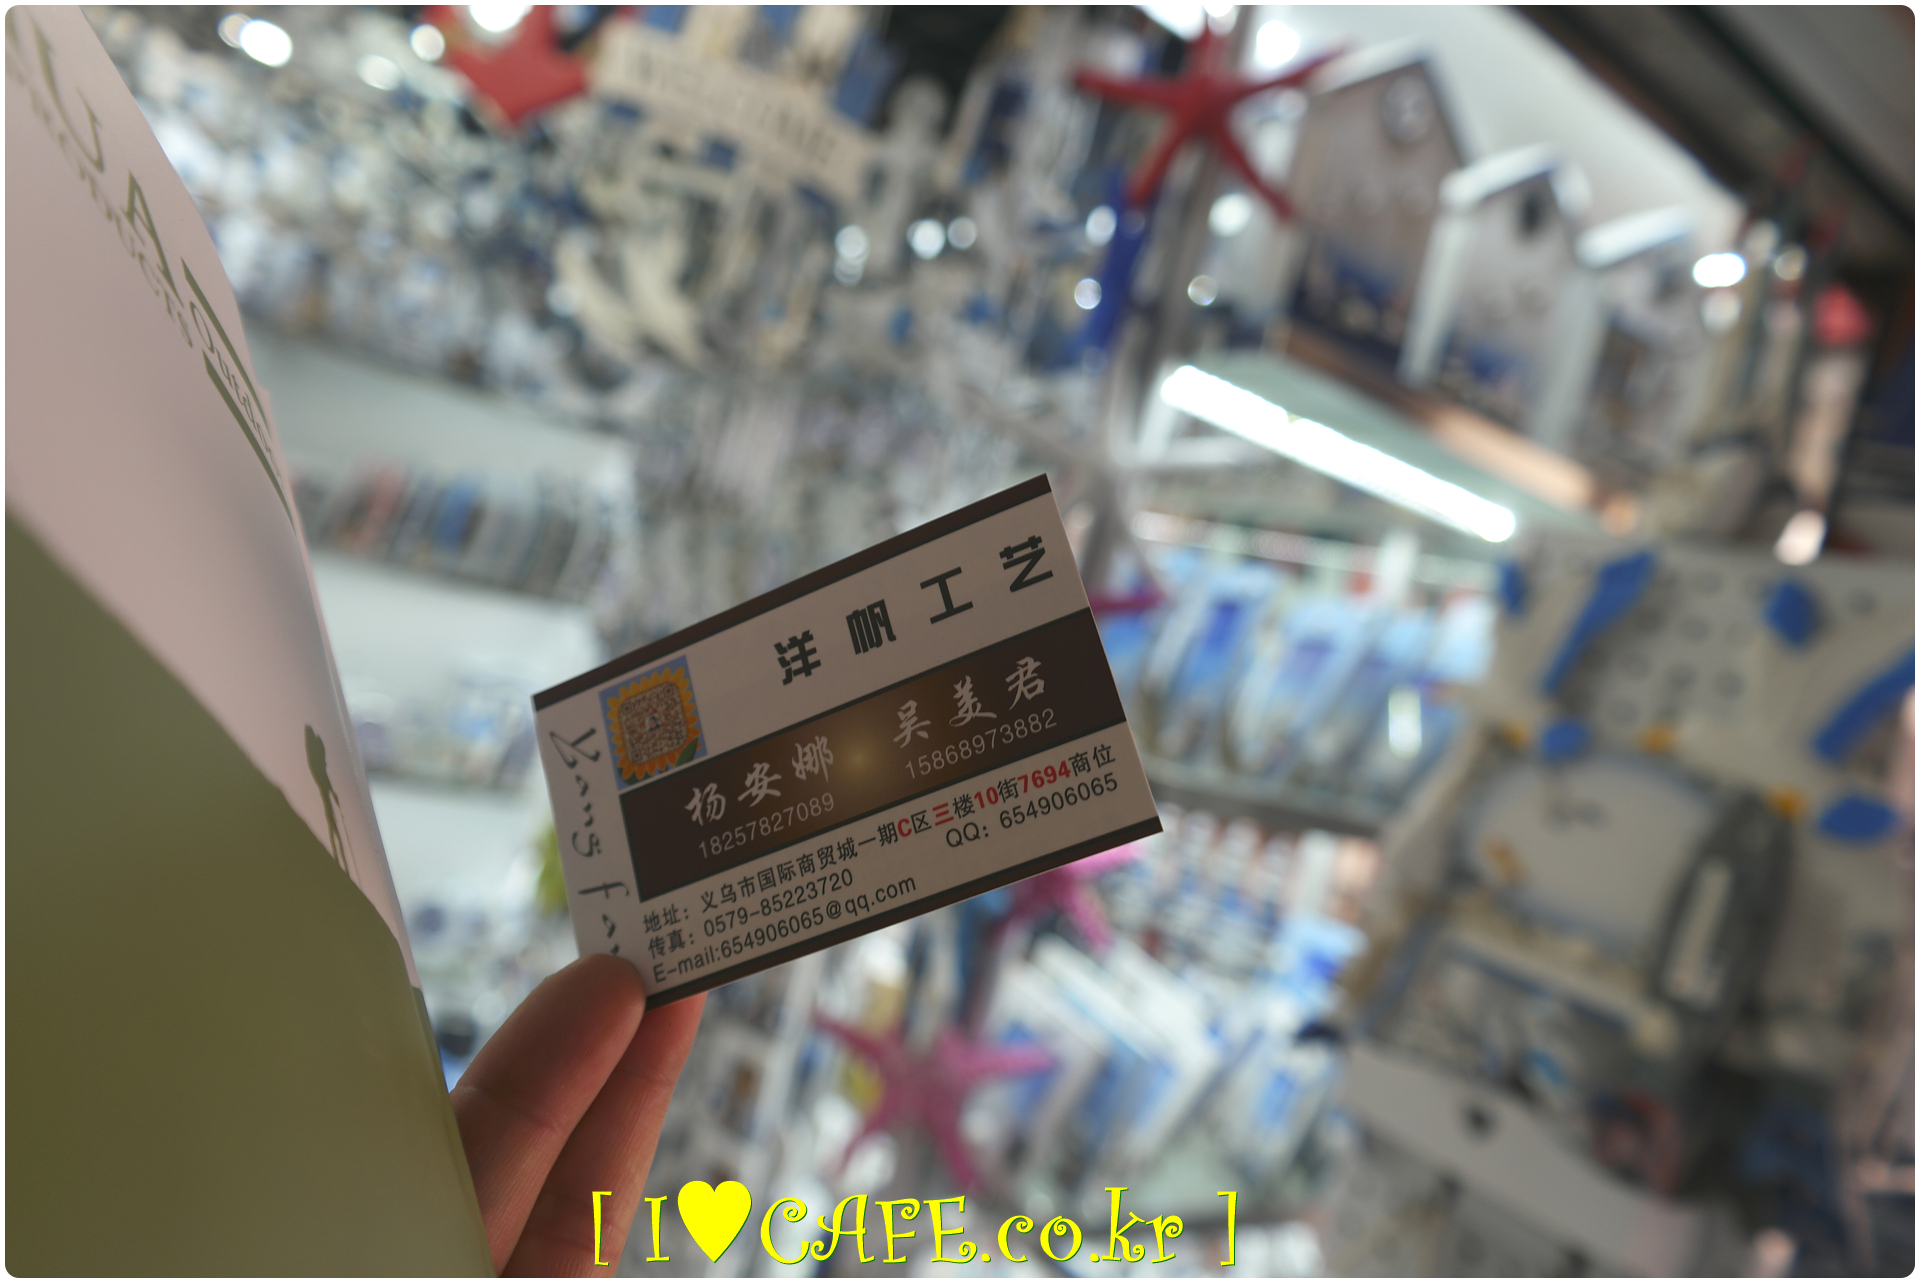 洋帆工艺
杨安娜 吴美君
18257827089 15868973882
地址：义乌市国际商贸城一期C区三楼10街7694商位
传真：0579-85223720 QQ：654906065
E-mail:654906065@qq.com
Yang
WELCOME
[ I♥CAFE.co.kr ]